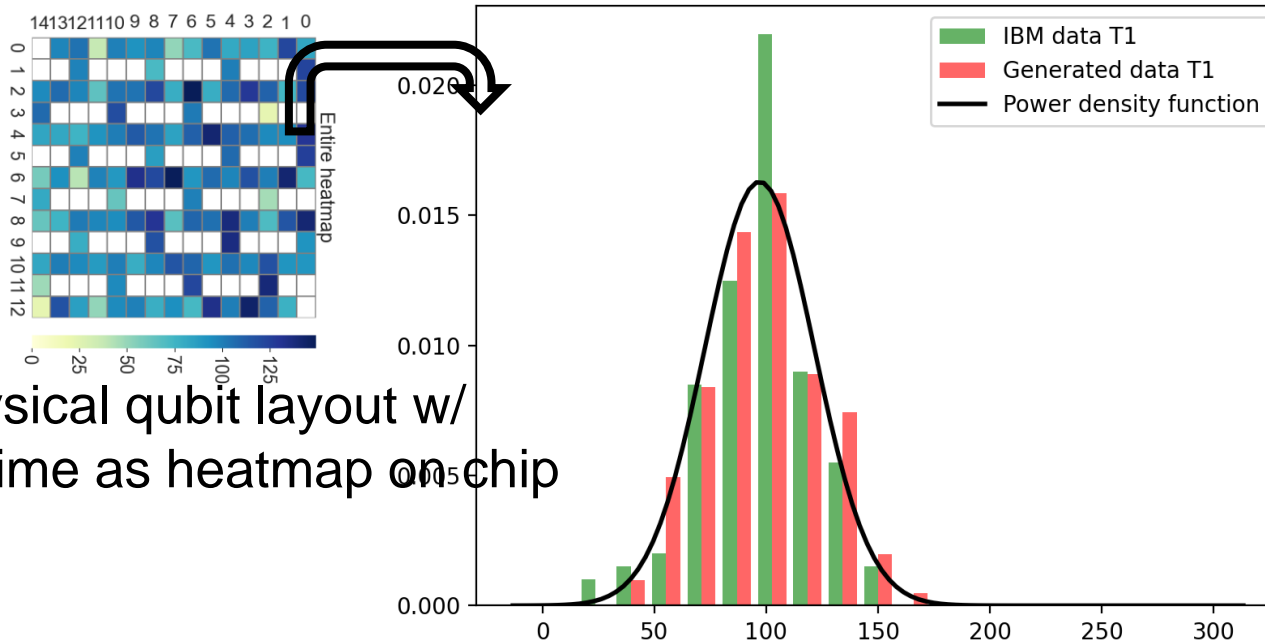 14 13 12 11 10 9 8 7 6 5 4 3 2 1 0
0
1
2
3
4
5
6
7
8
9
10
11
12
Entire heatmap
0 25 50 75 100 125
ysical qubit layout w/
ime as heatmap on chip
IBM data T1
Generated data T1
Power density function
0.020
0.015
0.010
0.005
0.000
0 50 100 150 200 250 300